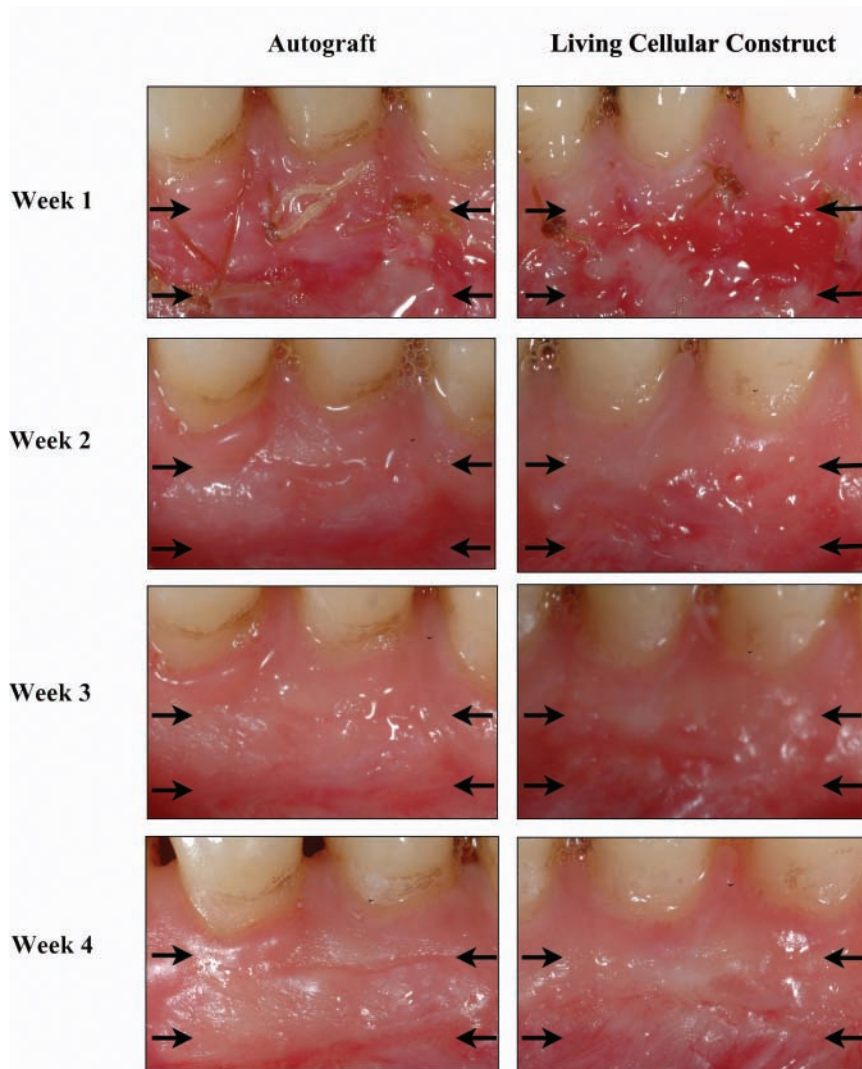 Autograft
Living Cellular Construct
Week 1
Week 2
Week 3
Week 4